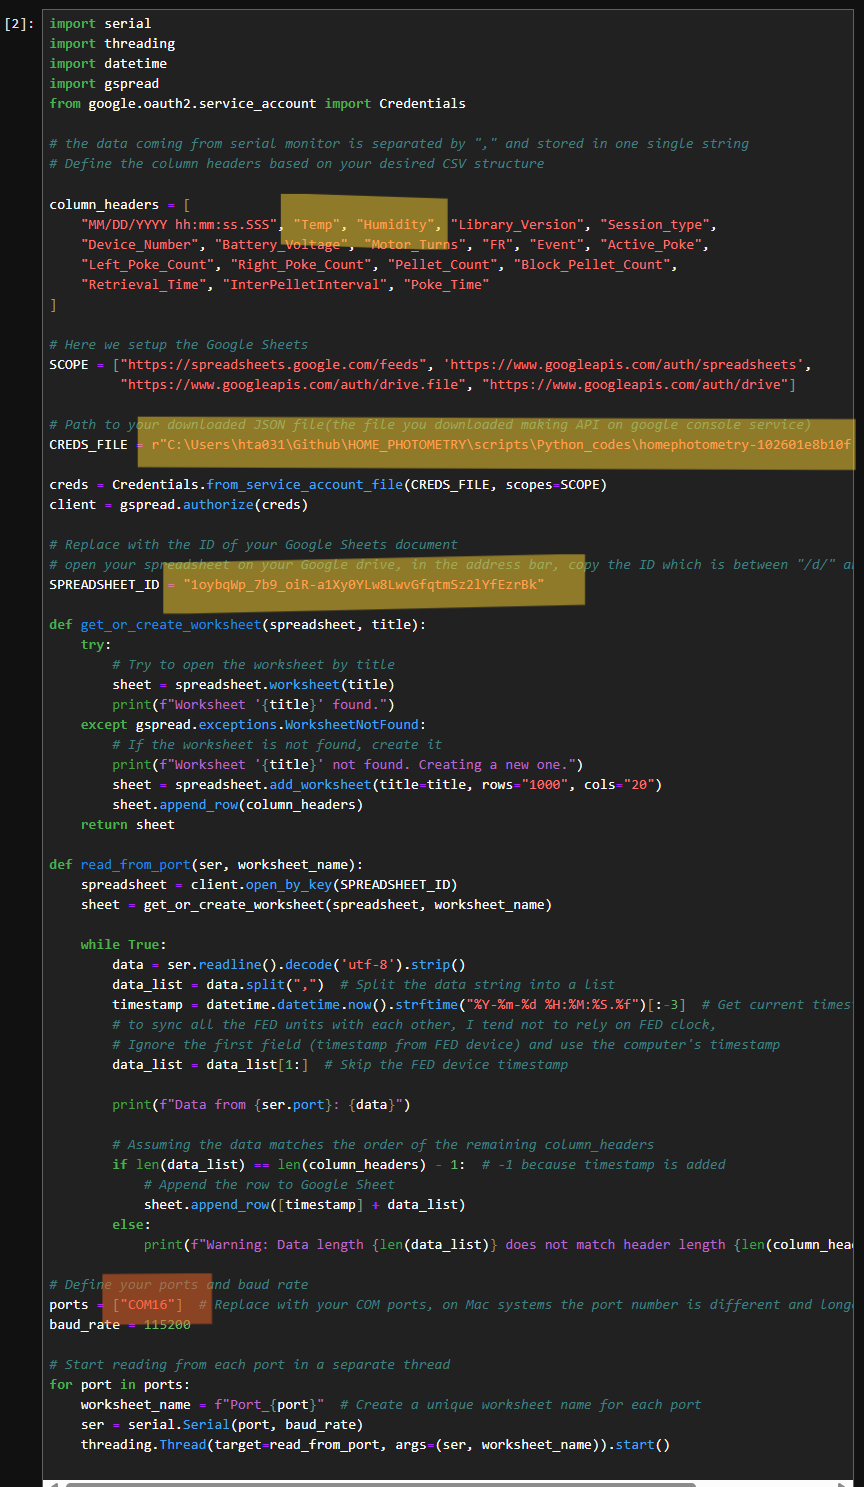 [2]:
import serial
import threading
import datetime
import gspread
from google.oauth2.service_account import Credentials
# the data coming from serial monitor is separated by "," and stored in one single string
# Define the column headers based on your desired CSV structure
column_headers = [
"MM/DD/YYYY hh:mm:ss.SSS", "Temp", "Humidity", "Library_Version", "Session_type",
"Device_Number", "Battery_Voltage", "Motor_Turns", "FR", "Event", "Active_Poke",
"Left_Poke_Count", "Right_Poke_Count", "Pellet_Count", "Block_Pellet_Count",
"Retrieval_Time", "InterPelletInterval", "Poke_Time"
]
# Here we setup the Google Sheets
SCOPE = ["https://spreadsheets.google.com/feeds", 'https://www.googleapis.com/auth/spreadsheets',
"https://www.googleapis.com/auth/drive.file", "https://www.googleapis.com/auth/drive"]
# Path to your downloaded JSON file(the file you downloaded making API on google console service)
CREDS_FILE = r"C:\Users\hta031\Github\HOME_PHOTOMETRY\scripts\Python_codes\homephotometry-102601e8b10f
creds = Credentials.from_service_account_file(CREDS_FILE, scopes=SCOPE)
client = gspread.authorize(creds)
# Replace with the ID of your Google Sheets document
# open your spreadsheet on your Google drive, in the address bar, copy the ID which is between "/d/" a
SPREADSHEET_ID = "1oybqWp_7b9_oiR-a1Xy0YLw8LwvGfqtmSz2lYfEzrBk"
def get_or_create_worksheet(spreadsheet, title):
try:
# Try to open the worksheet by title
sheet = spreadsheet.worksheet(title)
print(f"Worksheet '{title}' found.")
except gspread.exceptions.WorksheetNotFound:
# If the worksheet is not found, create it
print(f"Worksheet '{title}' not found. Creating a new one.")
sheet = spreadsheet.add_worksheet(title=title, rows="1000", cols="20")
sheet.append_row(column_headers)
return sheet
def read_from_port(ser, worksheet_name):
spreadsheet = client.open_by_key(SPREADSHEET_ID)
sheet = get_or_create_worksheet(spreadsheet, worksheet_name)
while True:
data = ser.readline().decode('utf-8').strip()
data_list = data.split(",")  # Split the data string into a list
timestamp = datetime.datetime.now().strftime("%Y-%m-%d %H:%M:%S.%f")[:-3]  # Get current times
# to sync all the FED units with each other, I tend not to rely on FED clock,
# Ignore the first field (timestamp from FED device) and use the computer's timestamp
data_list = data_list[1:]  # Skip the FED device timestamp
print(f"Data from {ser.port}: {data}")
# Assuming the data matches the order of the remaining column_headers
if len(data_list) == len(column_headers) - 1:  # -1 because timestamp is added
# Append the row to Google Sheet
sheet.append_row([timestamp] + data_list)
else:
print(f"Warning: Data length {len(data_list)} does not match header length {len(column_hea
# Define your ports and baud rate
ports = ["COM16"]  # Replace with your COM ports, on Mac systems the port number is different and long
baud_rate = 115200
# Start reading from each port in a separate thread
for port in ports:
worksheet_name = f"Port_{port}"  # Create a unique worksheet name for each port
ser = serial.Serial(port, baud_rate)
threading.Thread(target=read_from_port, args=(ser, worksheet_name)).start()